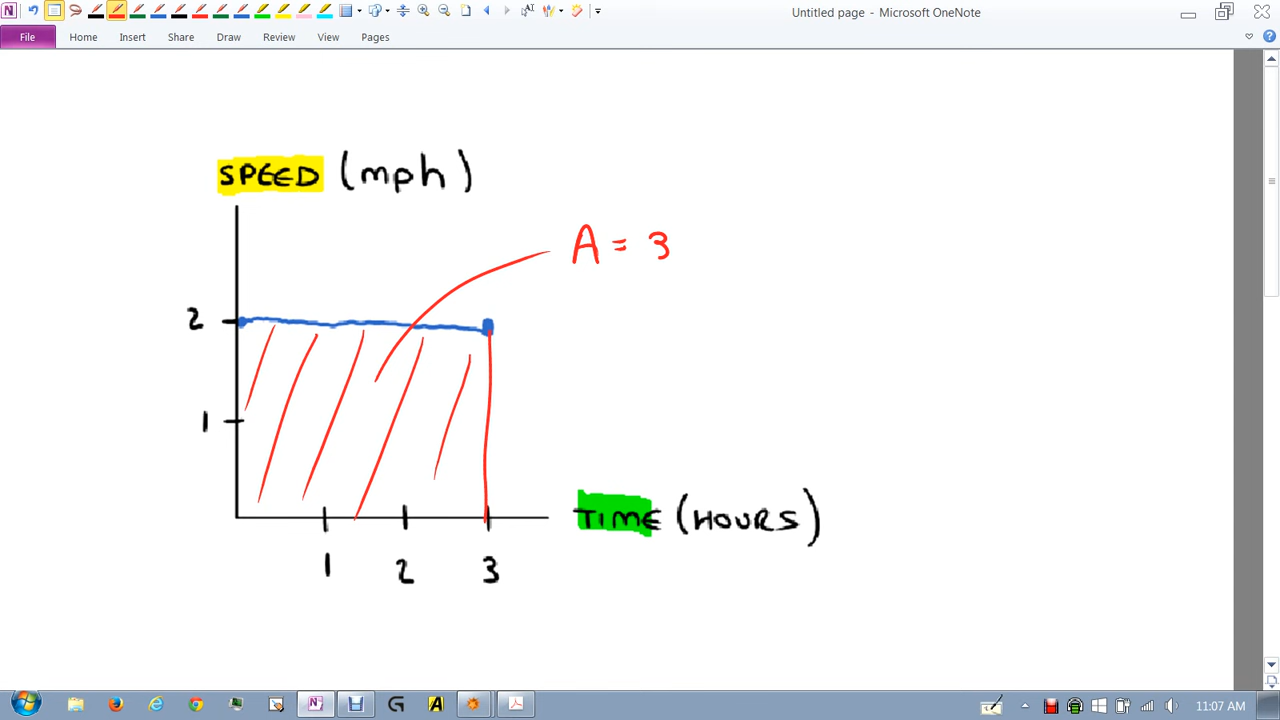 Untitled page - Microsoft OneNote
File Home Insert Share Draw Review View Pages
SPEED (mph)
A = 3
2
1
TIME (HOURS)
1 2 3
11:07 AM